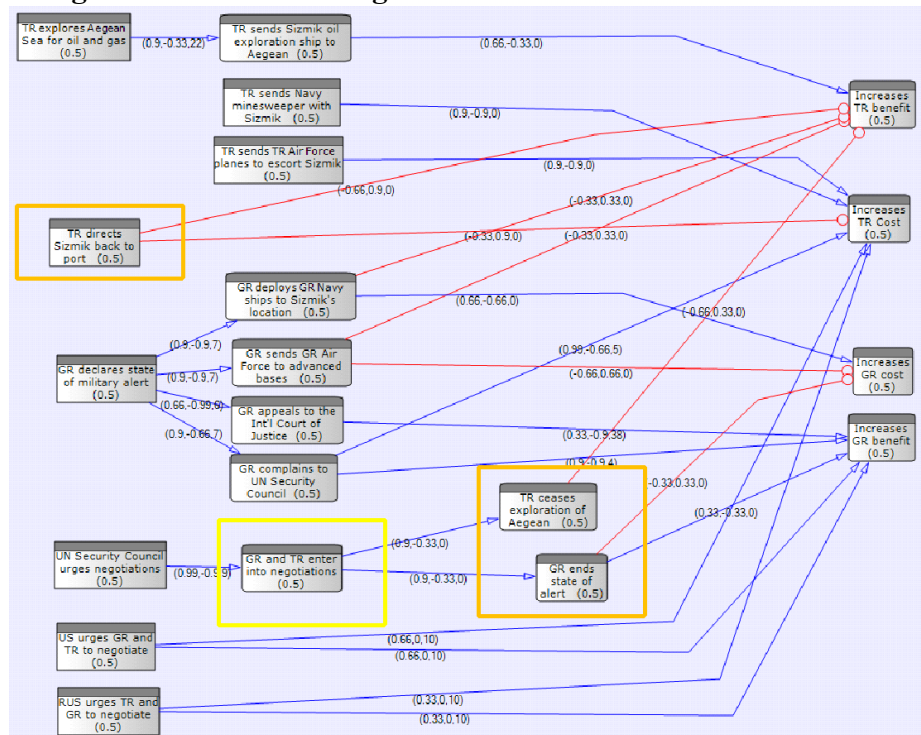 TR explores Aegean
Sea for oil and gas
(0.5)
(0.9,-0.33,22)
TR sends Sizmik oil
exploration ship to
Aegean (0.5)
(0.66,-0.33,0)
TR sends Navy
minesweeper with
Sizmik (0.5)
(0.9,-0.9,0)
Increases
TR benefit
(0.5)
TR sends TR Air Force
planes to escort Sizmik
(0.5)
(0.9,-0.9,0)
(-0.66,0.9,0)
(-0.33,0.33,0)
TR directs
Sizmik back to
port (0.5)
(-0.33,0.9,0)
(-0.33,0.33,0)
Increases
TR Cost
(0.5)
GR deploys GR Navy
ships to Sizmik's
location (0.5)
(0.66,-0.66,0)
(-0.66,0.33,0)
(0.9,-0.9,7)
GR declares state
of military alert
(0.5)
(0.9,-0.9,7)
GR sends GR Air
Force to advanced
bases (0.5)
(0.99,-0.66,5)
(-0.66,0.66,0)
Increases
GR cost
(0.5)
(0.66,-0.99,6)
(0.9,-0.66,7)
GR appeals to the
Int'l Court of
Justice (0.5)
(0.33,-0.9,38)
Increases
GR benefit
(0.5)
GR complains to
UN Security
Council (0.5)
(0.9,-0.9,4)
-0.33,0.33,0)
TR ceases
exploration of
Aegean (0.5)
(0.33,-0.33,0)
UN Security Council
urges negotiations
(0.5)
(0.99,-0.9,9)
GR and TR enter
into negotiations
(0.5)
(0.9,-0.33,0)
(0.9,-0.33,0)
GR ends
state of
alert (0.5)
US urges GR and
TR to negotiate
(0.5)
(0.66,0,10)
(0.66,0,10)
RUS urges TR and
GR to negotiate
(0.5)
(0.33,0,10)
(0.33,0,10)